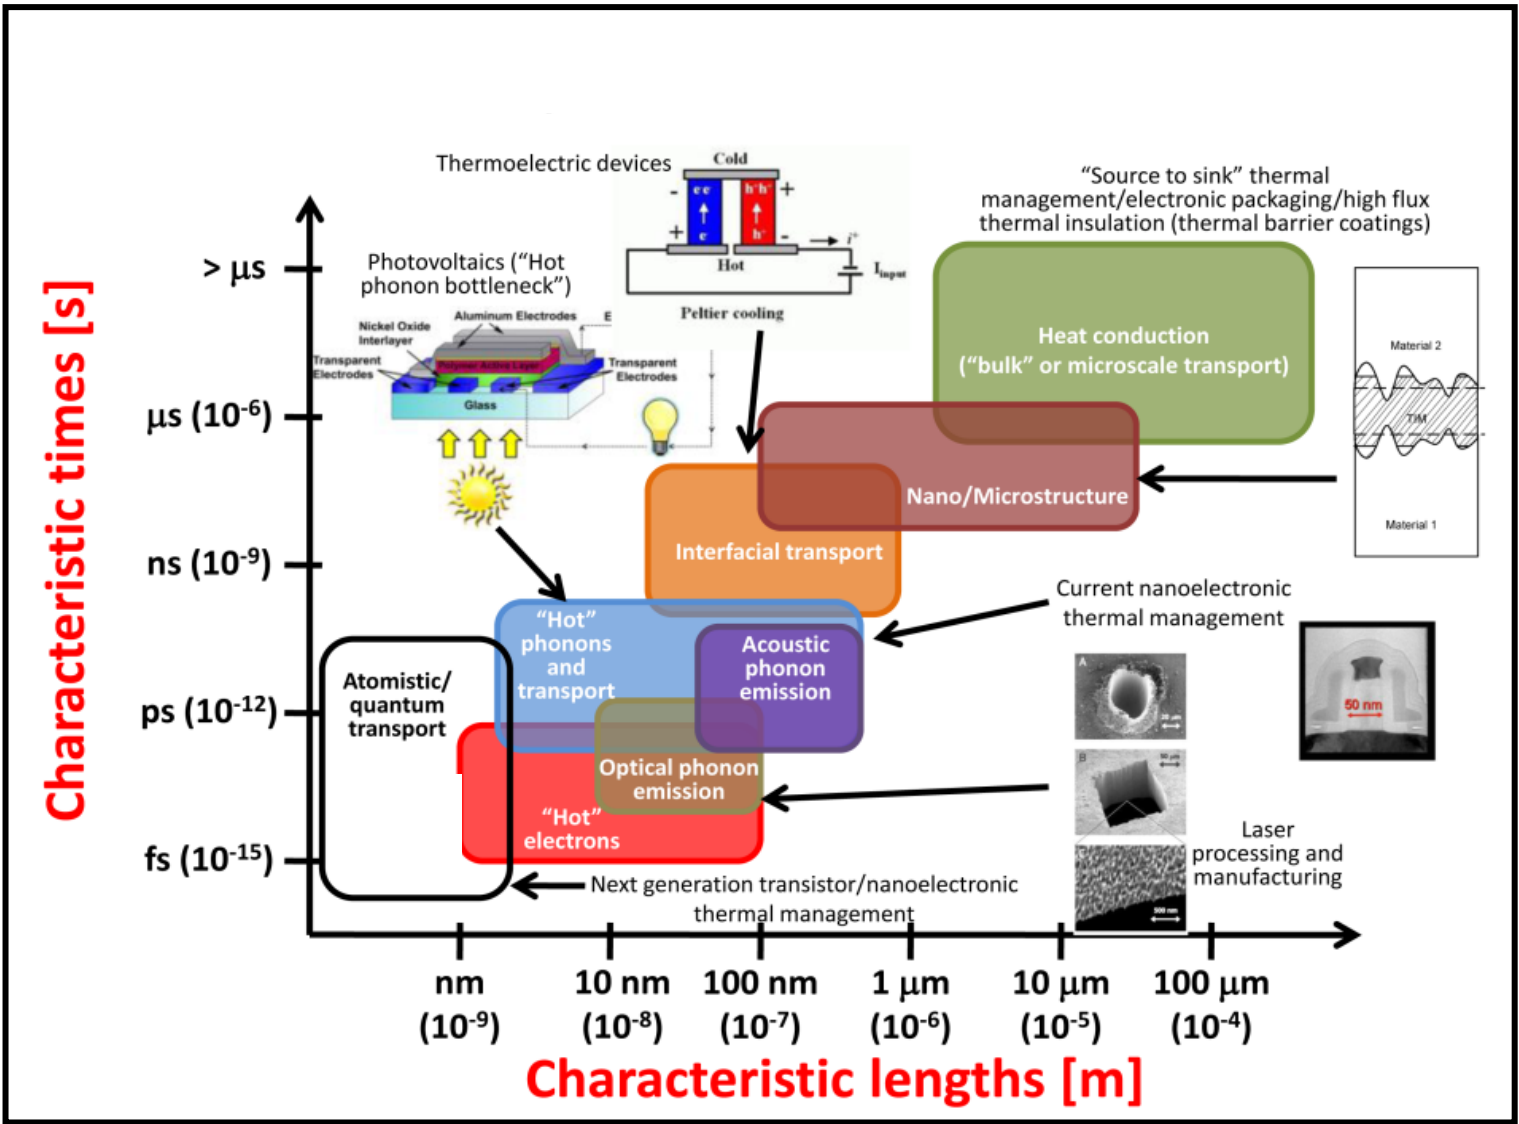 Thermoelectric devices
Cold
- e⁻e⁻ h⁺h⁺ +
+ e⁻ h⁺ - i⁺
Hot
I input
Peltier cooling
"Source to sink" thermal
management/electronic packaging/high flux
thermal insulation (thermal barrier coatings)
Photovoltaics ("Hot
phonon bottleneck")
Aluminum Electrodes
E
Nickel Oxide
Interlayer
Transparent
Electrodes
Polymer Active Layer
Transparent
Electrodes
Glass
Heat conduction
("bulk" or microscale transport)
Material 2
TIM
Material 1
Nano/Microstructure
Interfacial transport
Current nanoelectronic
thermal management
"Hot"
phonons
and
transport
Acoustic
phonon
emission
Atomistic/
quantum
transport
Optical phonon
emission
"Hot"
electrons
50 nm
A
B
500 nm
Laser
processing and
manufacturing
Next generation transistor/nanoelectronic
thermal management
Characteristic times [s]
> μs
μs (10⁻⁶)
ns (10⁻⁹)
ps (10⁻¹²)
fs (10⁻¹⁵)
nm 10 nm 100 nm 1 μm 10 μm 100 μm
(10⁻⁹) (10⁻⁸) (10⁻⁷) (10⁻⁶) (10⁻⁵) (10⁻⁴)
Characteristic lengths [m]